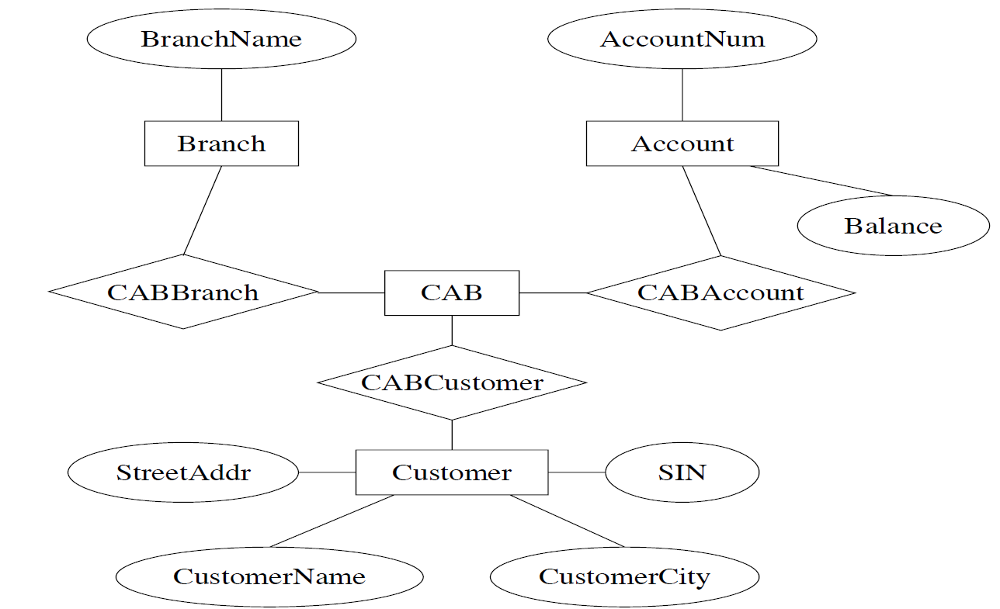 BranchName
AccountNum
Branch
Account
Balance
CABBranch
CAB
CABAccount
CABCustomer
StreetAddr
Customer
SIN
CustomerName
CustomerCity